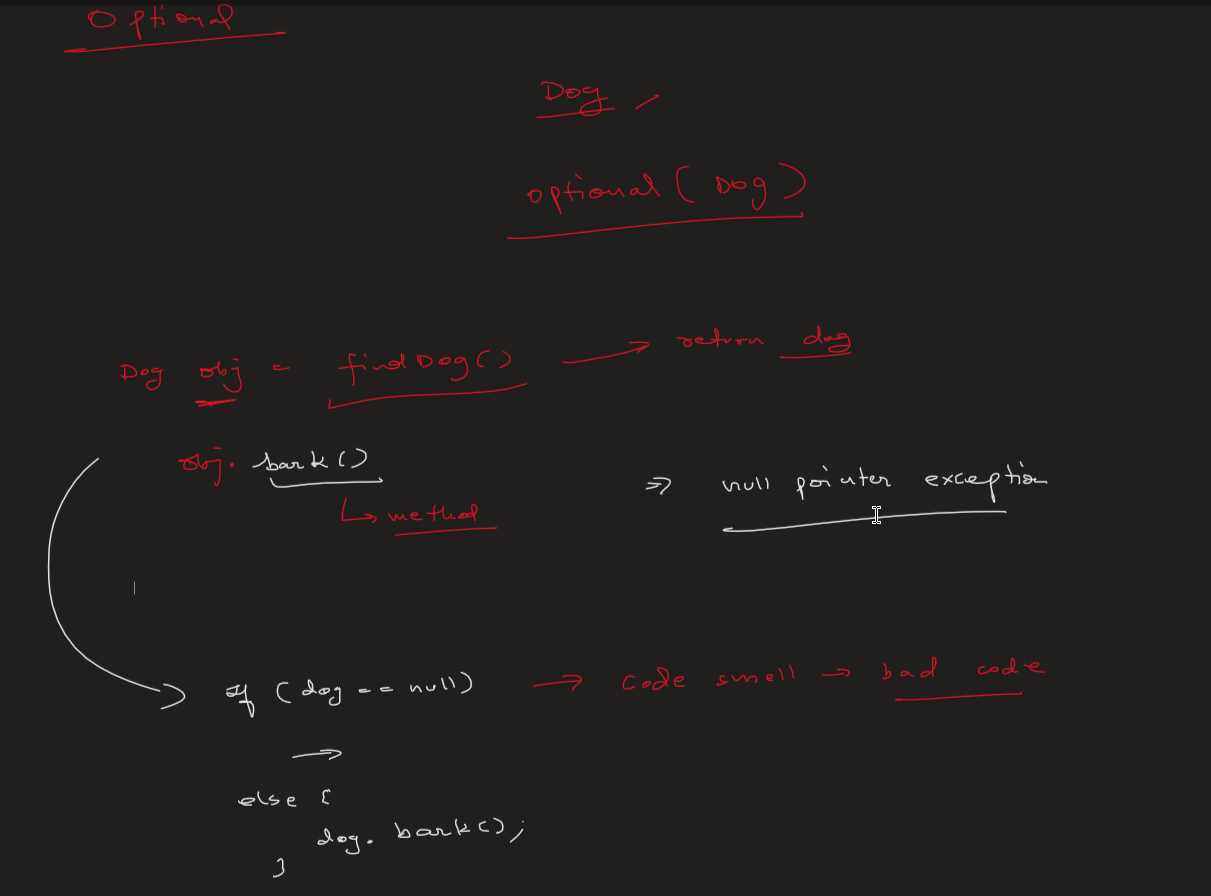 Optional
Dog
optional (Dog)
Dog obj = findDog() → return dog
obj. bark()
↳ method
⇒ null pointer exception
if (dog == null) → code smell → bad code
→
else {
dog. bark();
}